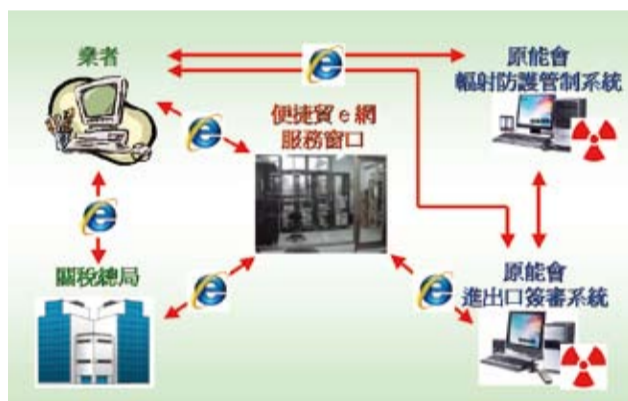 業者
原能會
輻射防護管制系統
便捷貿 e 網
服務窗口
關稅總局
原能會
進出口簽審系統